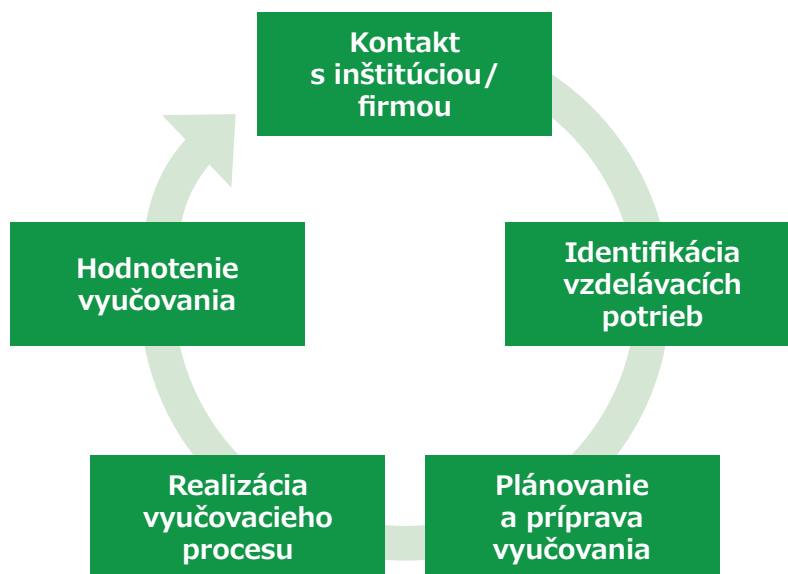 Kontakt
s inštitúciou/
firmou
Identifikácia
vzdelávacích
potrieb
Plánovanie
a príprava
vyučovania
Realizácia
vyučovacieho
procesu
Hodnotenie
vyučovania